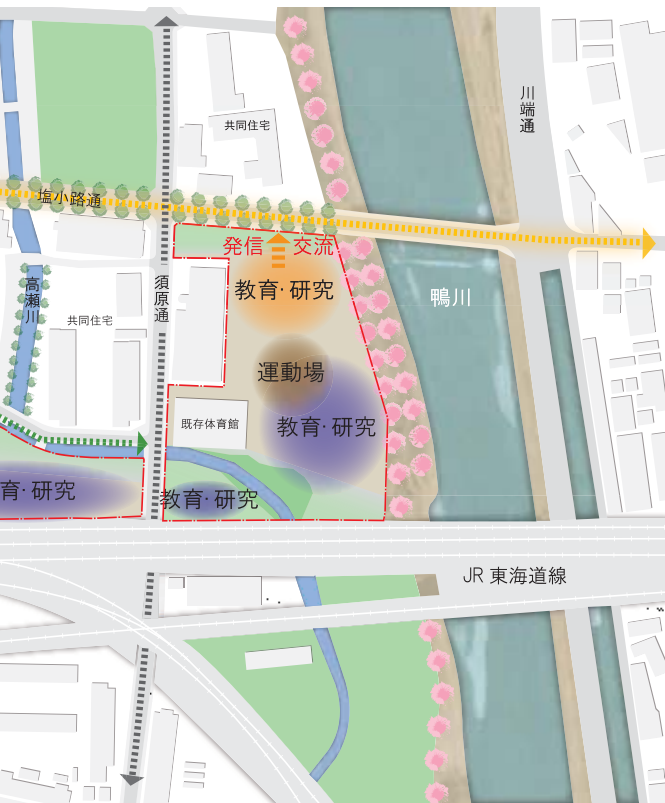 川端通
共同住宅
塩小路通
発信 交流
教育・研究
高瀬川
須原通
共同住宅
鴨川
運動場
既存体育館
教育・研究
育・研究
教育・研究
JR 東海道線